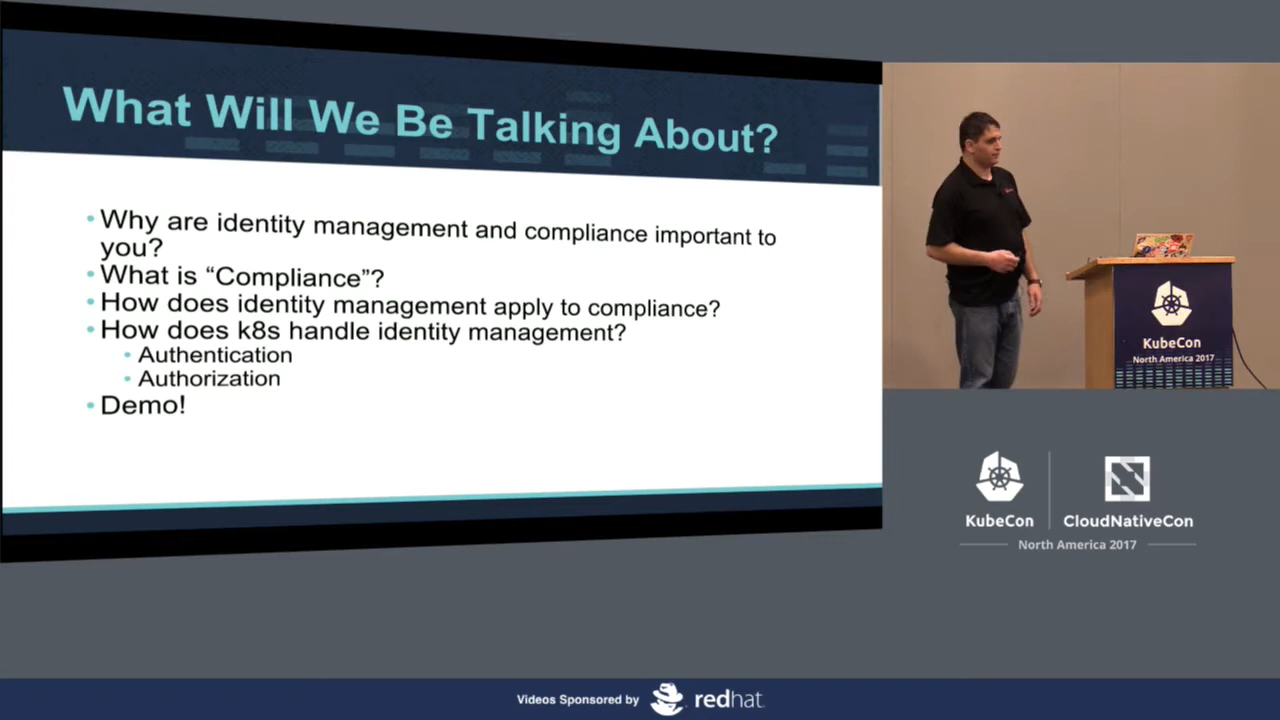 What Will We Be Talking About?
•Why are identity management and compliance important to
you?
•What is “Compliance”?
•How does identity management apply to compliance?
•How does k8s handle identity management?
•Authentication
•Authorization
•Demo!
KubeCon
North America 2017
KubeCon
CloudNativeCon
North America 2017
Videos Sponsored by redhat.